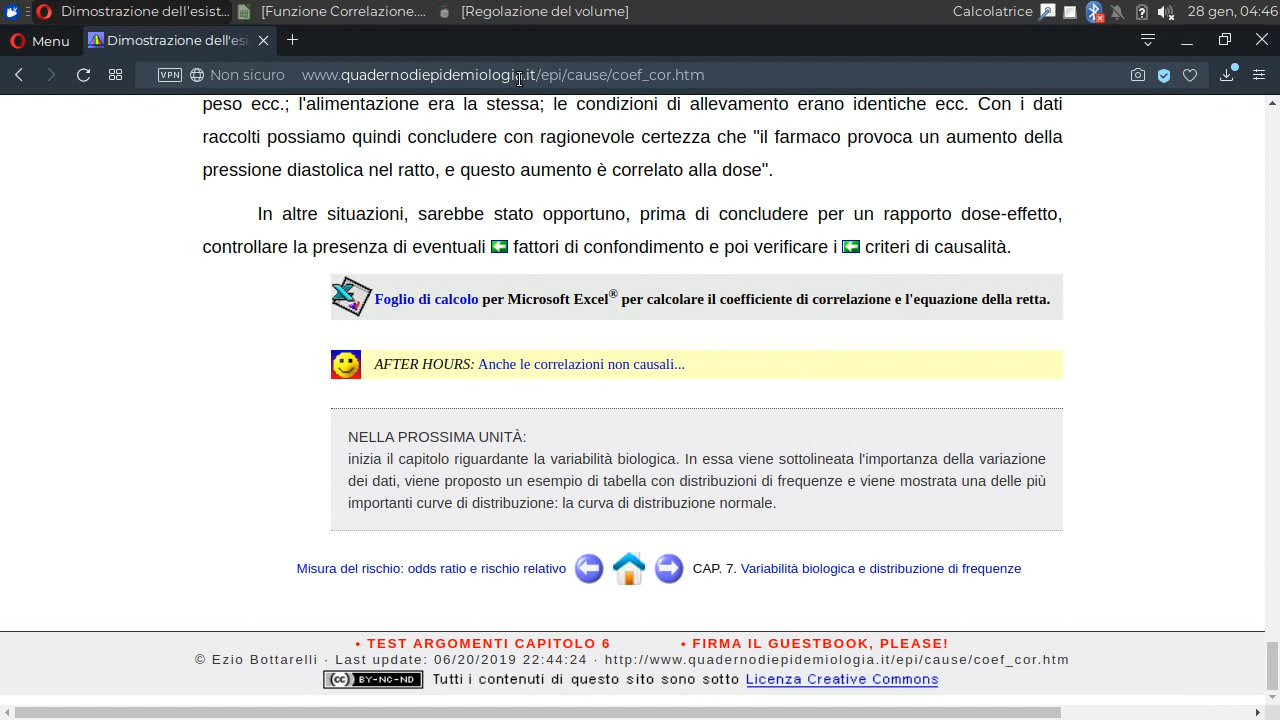 Dimostrazione dell'esist... [Funzione Correlazione.... [Regolazione del volume] Calcolatrice 28 gen, 04:46
Menu Dimostrazione dell'esi
VPN Non sicuro www.quadernodiepidemiologia.it/epi/cause/coef_cor.htm
peso ecc.; l'alimentazione era la stessa; le condizioni di allevamento erano identiche ecc. Con i dati
raccolti possiamo quindi concludere con ragionevole certezza che "il farmaco provoca un aumento della
pressione diastolica nel ratto, e questo aumento è correlato alla dose".
In altre situazioni, sarebbe stato opportuno, prima di concludere per un rapporto dose-effetto,
controllare la presenza di eventuali fattori di confondimento e poi verificare i criteri di causalità.
Foglio di calcolo per Microsoft Excel® per calcolare il coefficiente di correlazione e l'equazione della retta.
AFTER HOURS: Anche le correlazioni non causali...
NELLA PROSSIMA UNITÀ:
inizia il capitolo riguardante la variabilità biologica. In essa viene sottolineata l'importanza della variazione
dei dati, viene proposto un esempio di tabella con distribuzioni di frequenze e viene mostrata una delle più
importanti curve di distribuzione: la curva di distribuzione normale.
Misura del rischio: odds ratio e rischio relativo CAP. 7. Variabilità biologica e distribuzione di frequenze
• TEST ARGOMENTI CAPITOLO 6 • FIRMA IL GUESTBOOK, PLEASE!
© Ezio Bottarelli · Last update: 06/20/2019 22:44:24 · http://www.quadernodiepidemiologia.it/epi/cause/coef_cor.htm
(cc) BY-NC-ND Tutti i contenuti di questo sito sono sotto Licenza Creative Commons